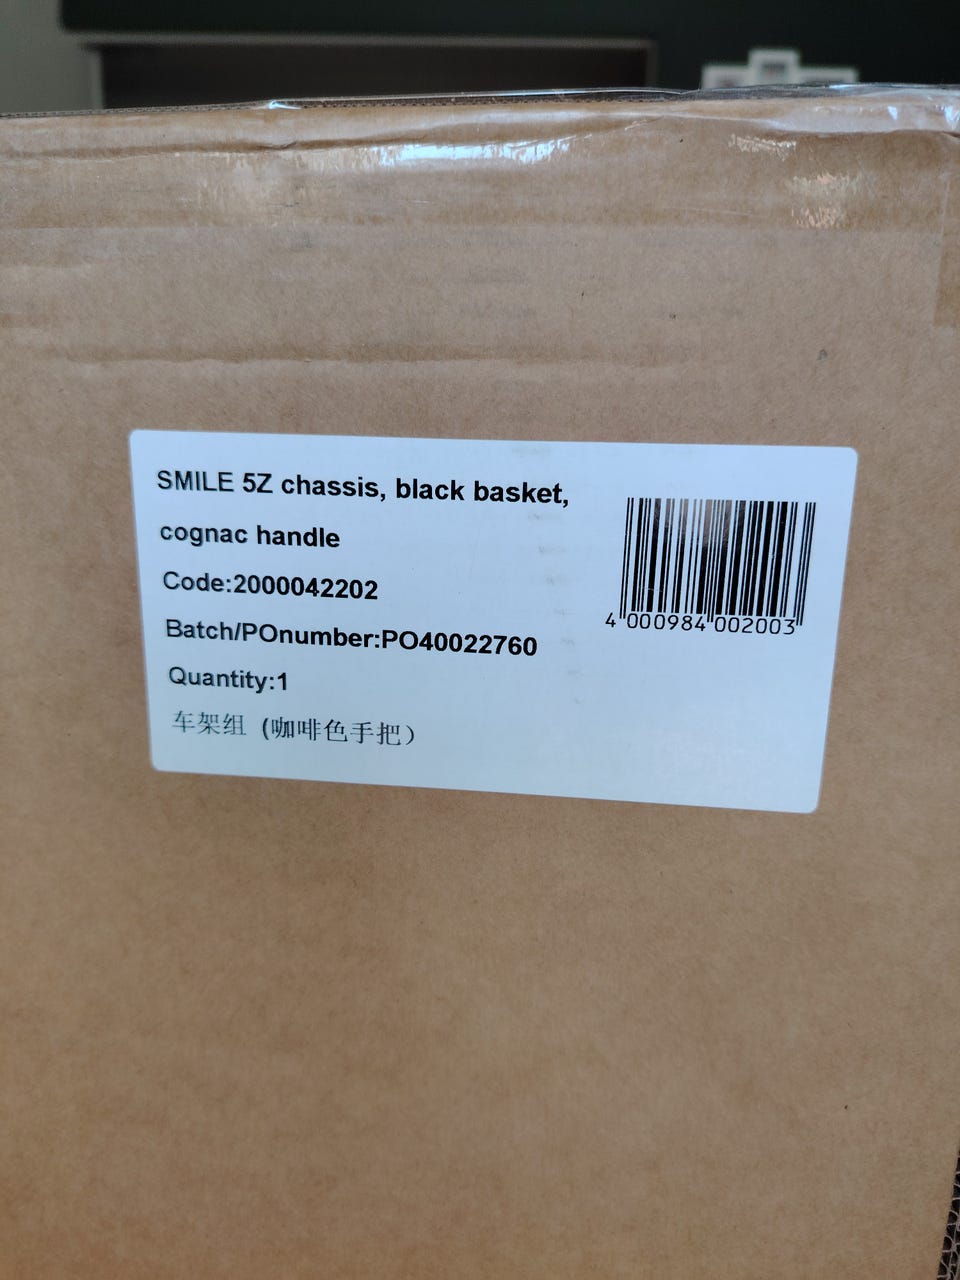 SMILE 5Z chassis, black basket,
cognac handle
Code:2000042202
Batch/POnumber:PO40022760
Quantity:1
车架组 (咖啡色手把）
4 000984 002003